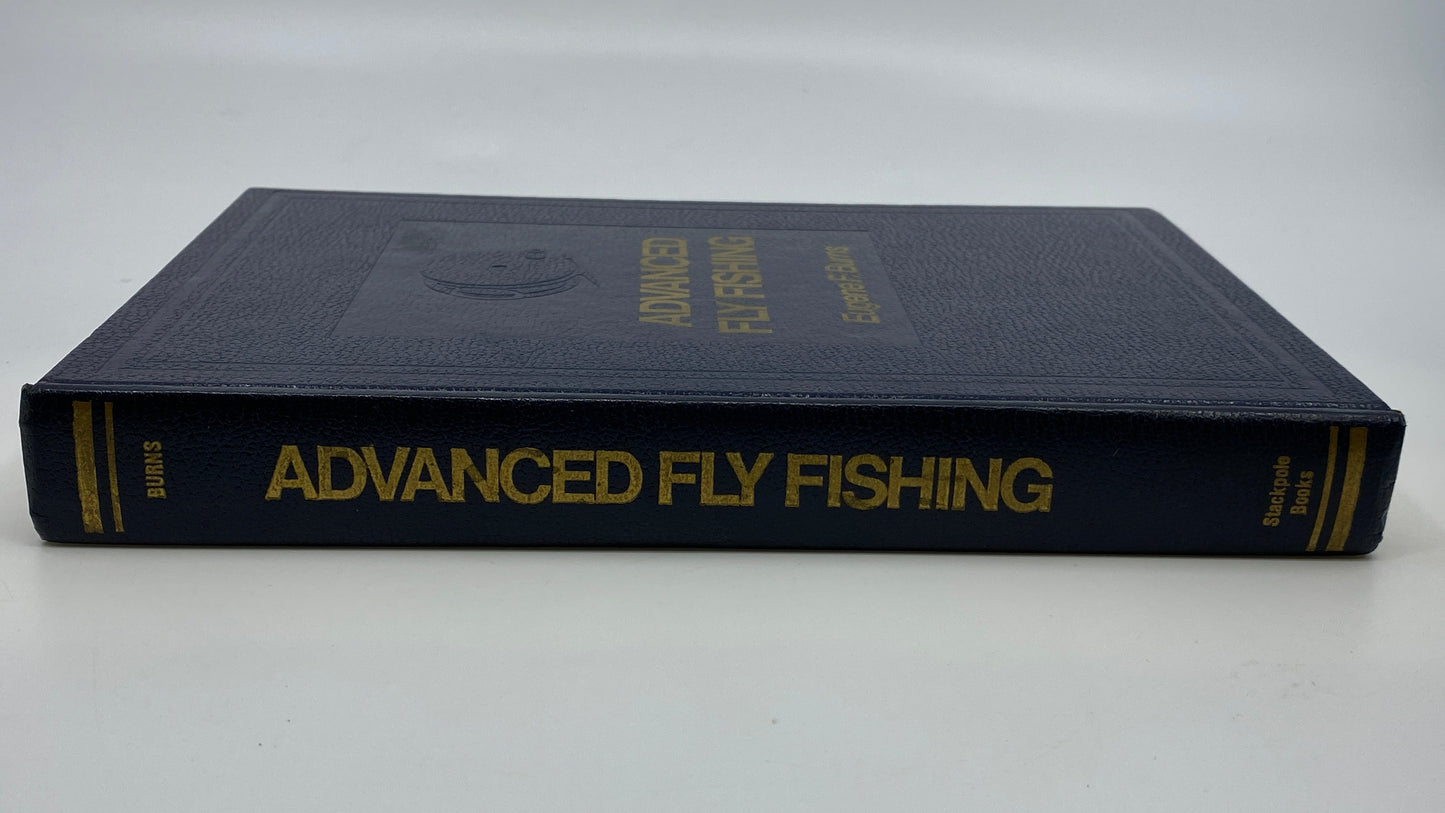 ADVANCED
FLY FISHING
Eugene F. Burns
BURNS
ADVANCED FLY FISHING
Stackpole
Books